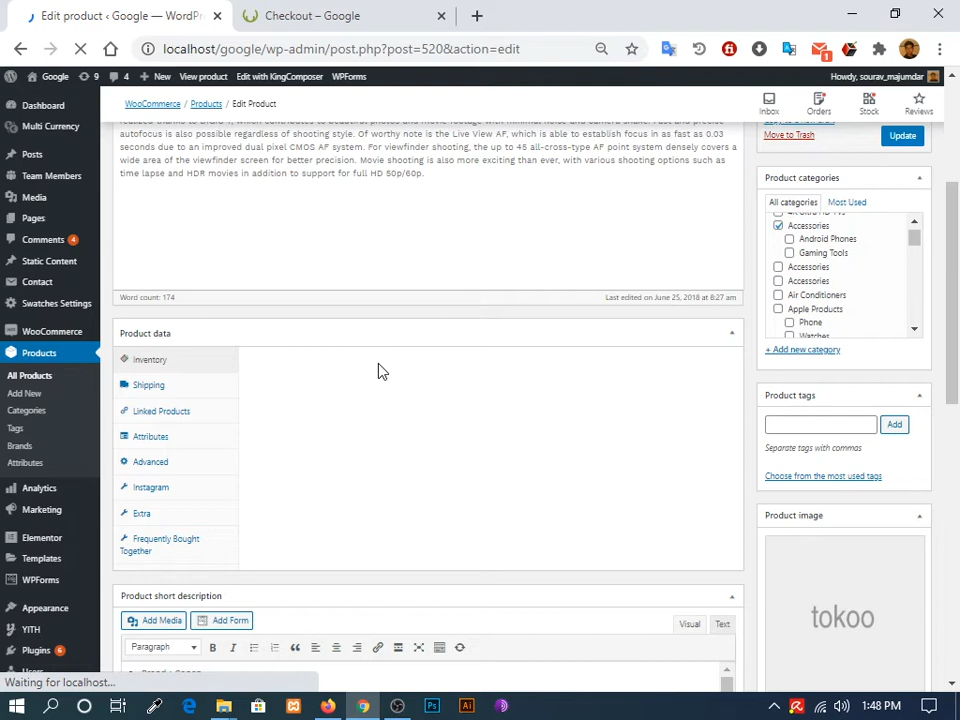 Edit product ‹ Google — WordPr
Checkout – Google
localhost/google/wp-admin/post.php?post=520&action=edit
Google 9 4 New View product Edit with KingComposer WPForms Howdy, sourav_majumdar
WooCommerce Products Edit Product
Inbox Orders Stock Reviews
autofocus is also possible regardless of shooting style. Of worthy note is the Live View AF, which is able to establish focus in as fast as 0.03
seconds due to an improved dual pixel CMOS AF system. For viewfinder shooting, the up to 45 all-cross-type AF point system densely covers a
wide area of the viewfinder screen for better precision. Movie shooting is also more exciting than ever, with various shooting options such as
time lapse and HDR movies in addition to support for full HD 50p/60p.
Word count: 174 Last edited on June 25, 2018 at 8:27 am
Dashboard
Multi Currency
Posts
Team Members
Media
Pages
Comments 4
Static Content
Contact
Swatches Settings
WooCommerce
Products
All Products
Add New
Categories
Tags
Brands
Attributes
Analytics
Marketing
Elementor
Templates
WPForms
Appearance
YITH
Plugins 6
Users
Product data
Inventory
Shipping
Linked Products
Attributes
Advanced
Instagram
Extra
Frequently Bought
Together
Product short description
Add Media Add Form Visual Text
Paragraph
Move to Trash Update
Product categories
All categories Most Used
4K Ultra HD TVs
Accessories
Android Phones
Gaming Tools
Accessories
Accessories
Air Conditioners
Apple Products
Phone
Watches
+ Add new category
Product tags
Add
Separate tags with commas
Choose from the most used tags
Product image
tokoo
Waiting for localhost...
Ps Ai 1:48 PM